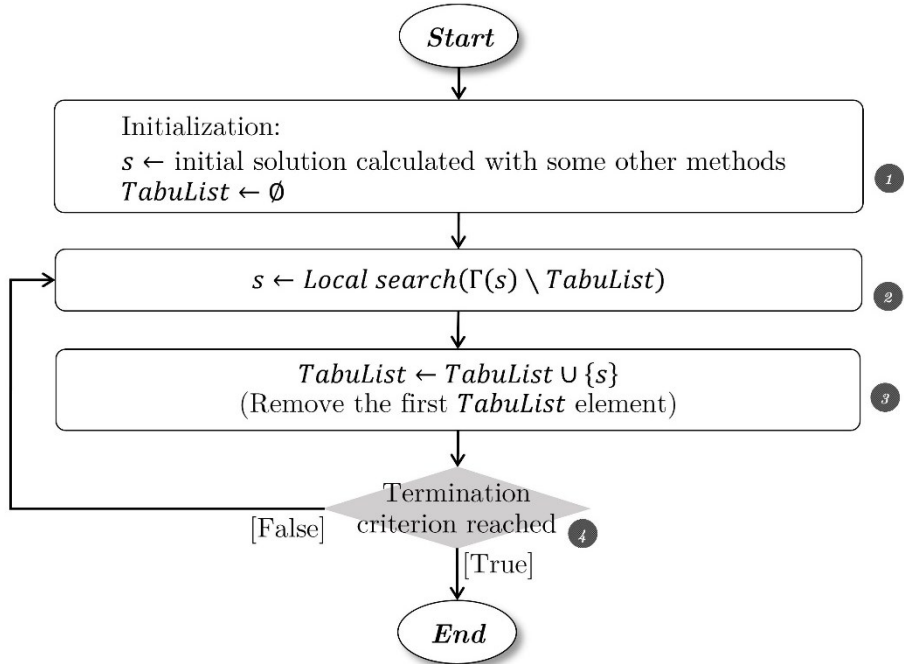 Start
Initialization:
s ← initial solution calculated with some other methods
TabuList ← ∅
1
s ← Local search(Γ(s) \ TabuList)
2
TabuList ← TabuList ∪ {s}
(Remove the first TabuList element)
3
Termination
criterion reached
4
[False]
[True]
End